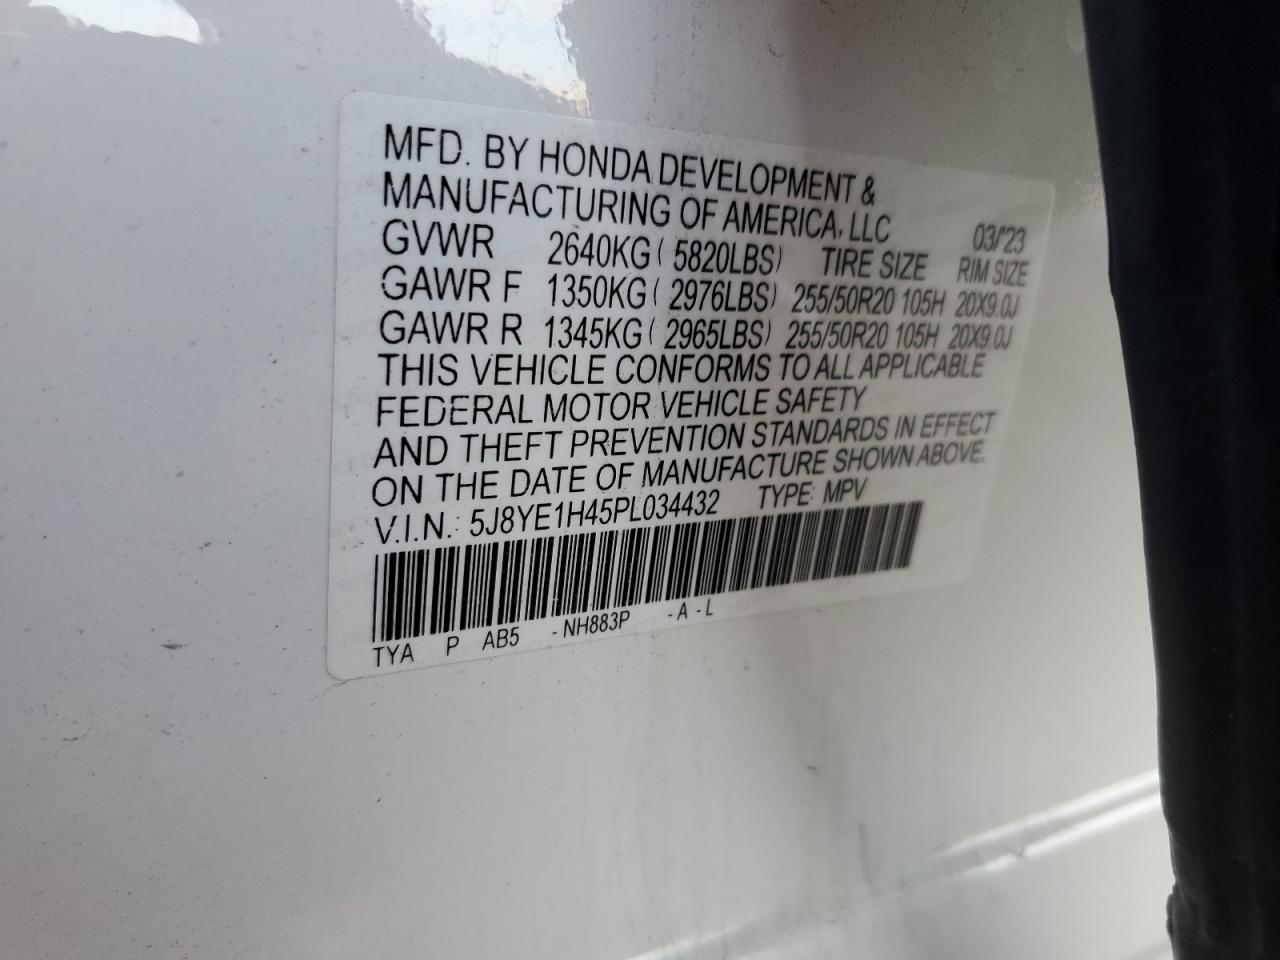 MFD. BY HONDA DEVELOPMENT &
MANUFACTURING OF AMERICA, LLC 03/'23
GVWR 2640KG ( 5820LBS) TIRE SIZE RIM SIZE
GAWR F 1350KG ( 2976LBS) 255/50R20 105H 20X9.0J
GAWR R 1345KG ( 2965LBS) 255/50R20 105H 20X9.0J
THIS VEHICLE CONFORMS TO ALL APPLICABLE
FEDERAL MOTOR VEHICLE SAFETY
AND THEFT PREVENTION STANDARDS IN EFFECT
ON THE DATE OF MANUFACTURE SHOWN ABOVE.
V.I.N.: 5J8YE1H45PL034432 TYPE: MPV
TYA P AB5 - NH883P - A - L